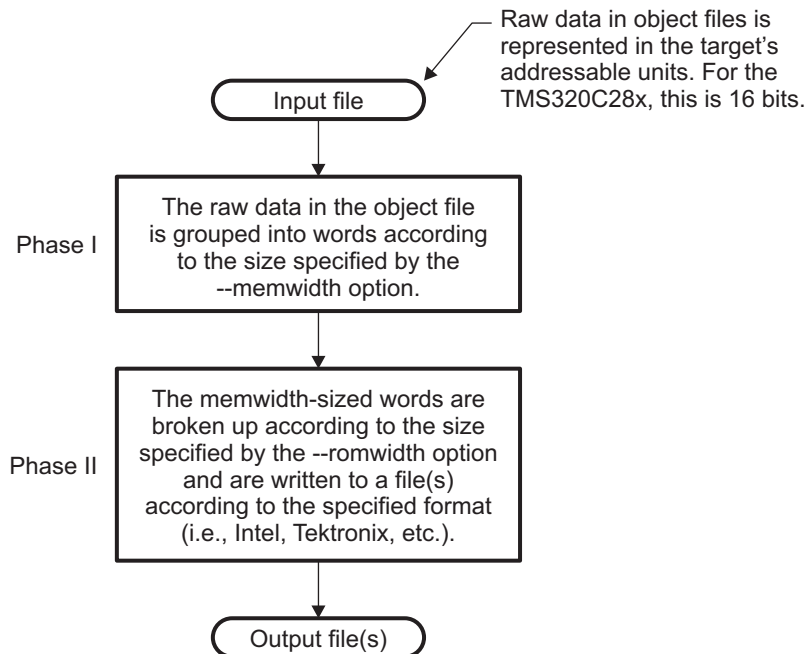 Raw data in object files is
represented in the target's
addressable units. For the
TMS320C28x, this is 16 bits.
Input file
Phase I
The raw data in the object file
is grouped into words according
to the size specified by the
--memwidth option.
Phase II
The memwidth-sized words are
broken up according to the size
specified by the --romwidth option
and are written to a file(s)
according to the specified format
(i.e., Intel, Tektronix, etc.).
Output file(s)